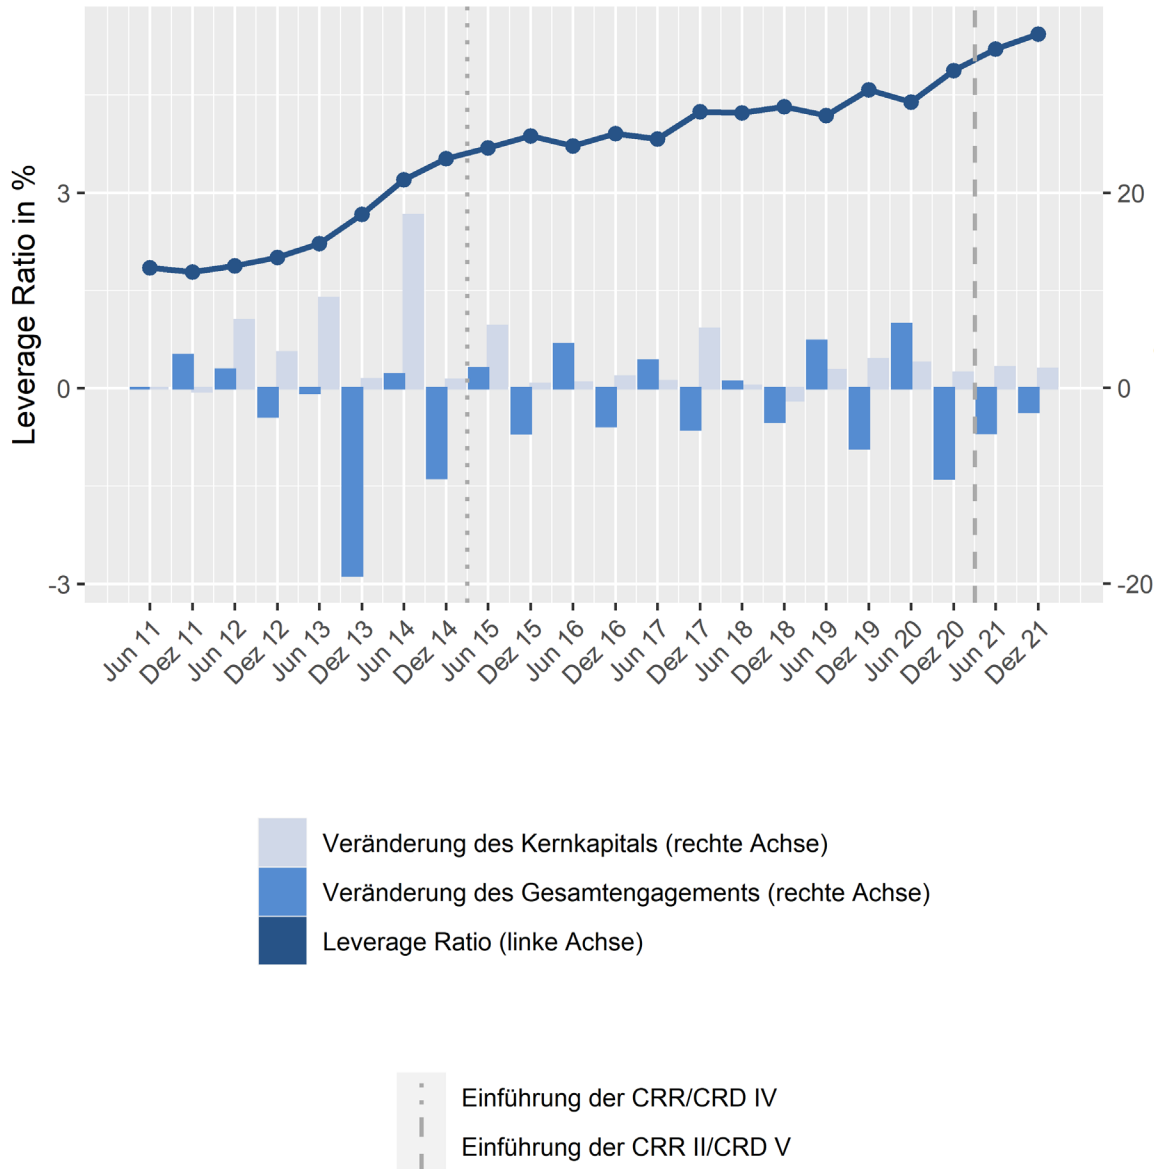 Leverage Ratio in %
3
0
-3
20
0
-20
Jun 11
Dez 11
Jun 12
Dez 12
Jun 13
Dez 13
Jun 14
Dez 14
Jun 15
Dez 15
Jun 16
Dez 16
Jun 17
Dez 17
Jun 18
Dez 18
Jun 19
Dez 19
Jun 20
Dez 20
Jun 21
Dez 21
Veränderung des Kernkapitals (rechte Achse)
Veränderung des Gesamtengagements (rechte Achse)
Leverage Ratio (linke Achse)
Einführung der CRR/CRD IV
Einführung der CRR II/CRD V